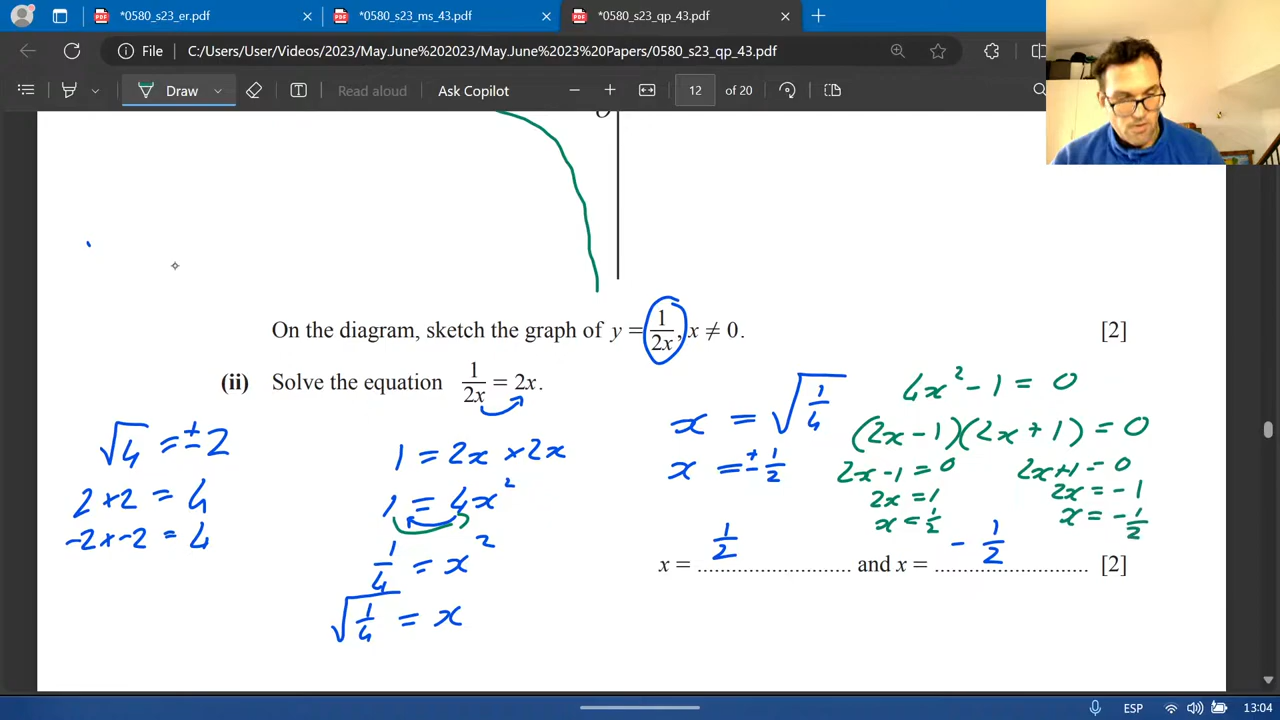 *0580_s23_er.pdf
*0580_s23_ms_43.pdf
*0580_s23_qp_43.pdf
File
C:/Users/User/Videos/2023/May.June%202023/May.June%2023%20Papers/0580_s23_qp_43.pdf
Draw
Read aloud
Ask Copilot
12 of 20
O
On the diagram, sketch the graph of y = 1/2x, x ≠ 0. [2]
(ii) Solve the equation 1/2x = 2x.
√4 = ±2
2×2 = 4
-2×-2 = 4
1 = 2x × 2x
1 = 4x²
1/4 = x²
√1/4 = x
x = √1/4
x = ±1/2
4x² - 1 = 0
(2x - 1)(2x + 1) = 0
2x - 1 = 0
2x = 1
x = 1/2
2x + 1 = 0
2x = -1
x = -1/2
x = 1/2 and x = -1/2 [2]
ESP
13:04